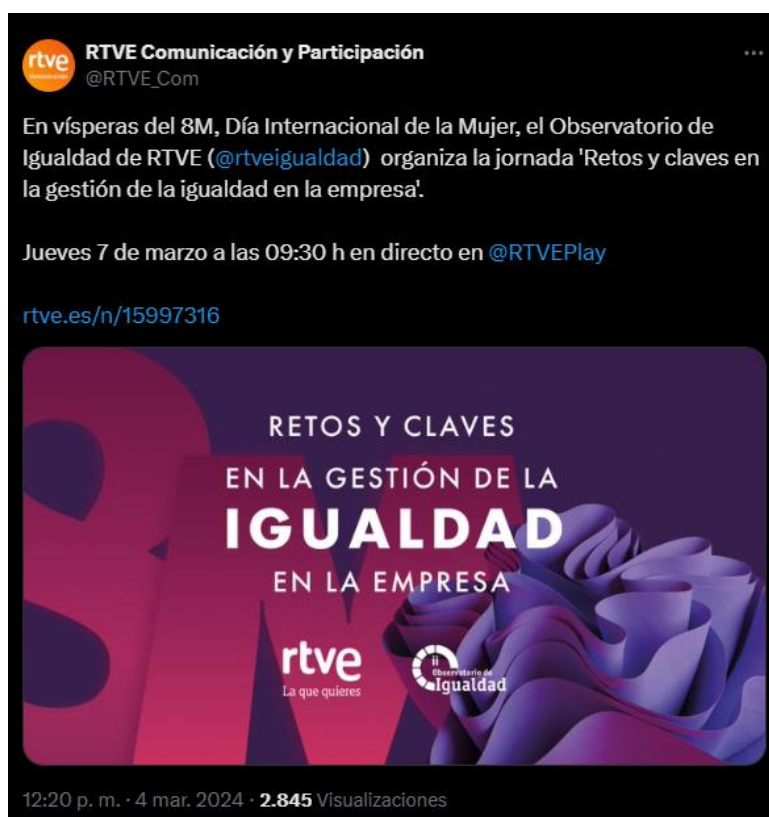 rtve
Comunicación
RTVE Comunicación y Participación
@RTVE_Com
En vísperas del 8M, Día Internacional de la Mujer, el Observatorio de
Igualdad de RTVE (@rtveigualdad) organiza la jornada 'Retos y claves en
la gestión de la igualdad en la empresa'.
Jueves 7 de marzo a las 09:30 h en directo en @RTVEPlay
rtve.es/n/15997316
8M
RETOS Y CLAVES
EN LA GESTIÓN DE LA
IGUALDAD
EN LA EMPRESA
rtve
La que quieres
Observatorio de
Igualdad
12:20 p. m. · 4 mar. 2024 · 2.845 Visualizaciones